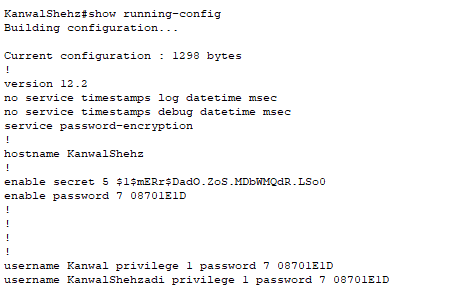 KanwalShehz#show running-config
Building configuration...
Current configuration : 1298 bytes
!
version 12.2
no service timestamps log datetime msec
no service timestamps debug datetime msec
service password-encryption
!
hostname KanwalShehz
!
enable secret 5 $1$mERr$DadO.ZoS.MDbWMQdR.LSo0
enable password 7 08701E1D
!
!
!
!
username Kanwal privilege 1 password 7 08701E1D
username KanwalShehzadi privilege 1 password 7 08701E1D